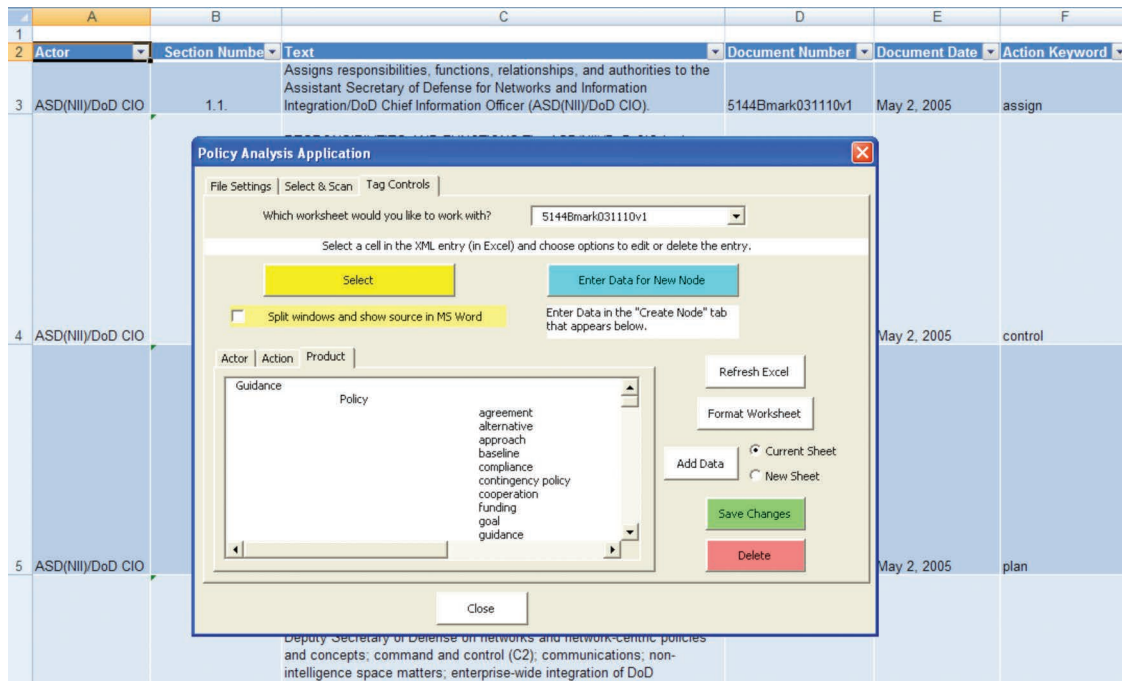 A B C D E F
1
2 Actor Section Numbe Text Document Number Document Date Action Keyword
Assigns responsibilities, functions, relationships, and authorities to the
Assistant Secretary of Defense for Networks and Information
3 ASD(NII)/DoD CIO 1.1. Integration/DoD Chief Information Officer (ASD(NII)/DoD CIO). 5144Bmark031110v1 May 2, 2005 assign
Policy Analysis Application
File Settings Select & Scan Tag Controls
Which worksheet would you like to work with? 5144Bmark031110v1
Select a cell in the XML entry (in Excel) and choose options to edit or delete the entry.
Select Enter Data for New Node
Split windows and show source in MS Word Enter Data in the "Create Node" tab
that appears below.
4 ASD(NII)/DoD CIO May 2, 2005 control
Actor Action Product
Refresh Excel
Guidance
Policy
agreement
Format Worksheet
alternative
approach
baseline
Current Sheet
Add Data
compliance
New Sheet
contingency policy
cooperation
funding
Save Changes
goal
guidance
Delete
5 ASD(NII)/DoD CIO May 2, 2005 plan
Close
Deputy Secretary of Defense on networks and network-centric policies
and concepts; command and control (C2); communications; non-
intelligence space matters; enterprise-wide integration of DoD